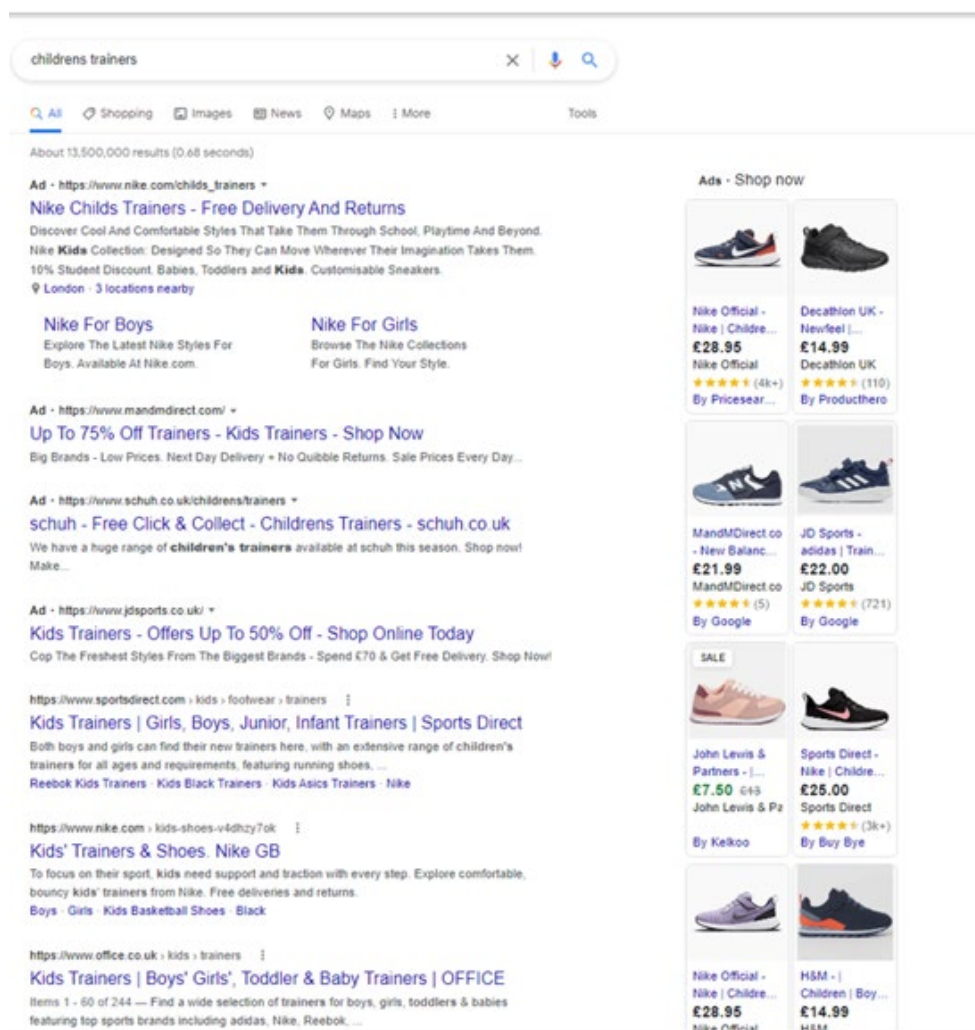 childrens trainers
All Shopping Images News Maps More Tools
About 13,500,000 results (0.68 seconds)
Ad · https://www.nike.com/childs_trainers
Nike Childs Trainers - Free Delivery And Returns
Discover Cool And Comfortable Styles That Take Them Through School, Playtime And Beyond.
Nike Kids Collection: Designed So They Can Move Wherever Their Imagination Takes Them.
10% Student Discount. Babies, Toddlers and Kids. Customisable Sneakers.
London · 3 locations nearby
Nike For Boys
Explore The Latest Nike Styles For
Boys. Available At Nike.com.
Nike For Girls
Browse The Nike Collections
For Girls. Find Your Style.
Ad · https://www.mandmdirect.com/
Up To 75% Off Trainers - Kids Trainers - Shop Now
Big Brands - Low Prices. Next Day Delivery + No Quibble Returns. Sale Prices Every Day...
Ad · https://www.schuh.co.uk/childrens/trainers
schuh - Free Click & Collect - Childrens Trainers - schuh.co.uk
We have a huge range of children's trainers available at schuh this season. Shop now!
Make...
Ad · https://www.jdsports.co.uk/
Kids Trainers - Offers Up To 50% Off - Shop Online Today
Cop The Freshest Styles From The Biggest Brands - Spend £70 & Get Free Delivery. Shop Now!
https://www.sportsdirect.com › kids › footwear › trainers
Kids Trainers | Girls, Boys, Junior, Infant Trainers | Sports Direct
Both boys and girls can find their new trainers here, with an extensive range of children's
trainers for all ages and requirements, featuring running shoes, ...
Reebok Kids Trainers · Kids Black Trainers · Kids Asics Trainers · Nike
https://www.nike.com › kids-shoes-v4dhzy7ok
Kids' Trainers & Shoes. Nike GB
To focus on their sport, kids need support and traction with every step. Explore comfortable,
bouncy kids' trainers from Nike. Free deliveries and returns.
Boys · Girls · Kids Basketball Shoes · Black
https://www.office.co.uk › kids › trainers
Kids Trainers | Boys' Girls', Toddler & Baby Trainers | OFFICE
Items 1 - 60 of 244 — Find a wide selection of trainers for boys, girls, toddlers & babies
featuring top sports brands including adidas, Nike, Reebok, ...
Ads · Shop now
Nike Official -
Nike | Childre...
£28.95
Nike Official
(4k+)
By Pricesear...
Decathlon UK -
Newfeel |...
£14.99
Decathlon UK
(110)
By Producthero
MandMDirect.co
- New Balanc...
£21.99
MandMDirect.co
(5)
By Google
JD Sports -
adidas | Train...
£22.00
JD Sports
(721)
By Google
SALE
John Lewis &
Partners - |...
£7.50 £13
John Lewis & Pa
By Kelkoo
Sports Direct -
Nike | Childre...
£25.00
Sports Direct
(3k+)
By Buy Bye
Nike Official -
Nike | Childre...
£28.95
Nike Official
H&M - |
Children | Boy...
£14.99
H&M